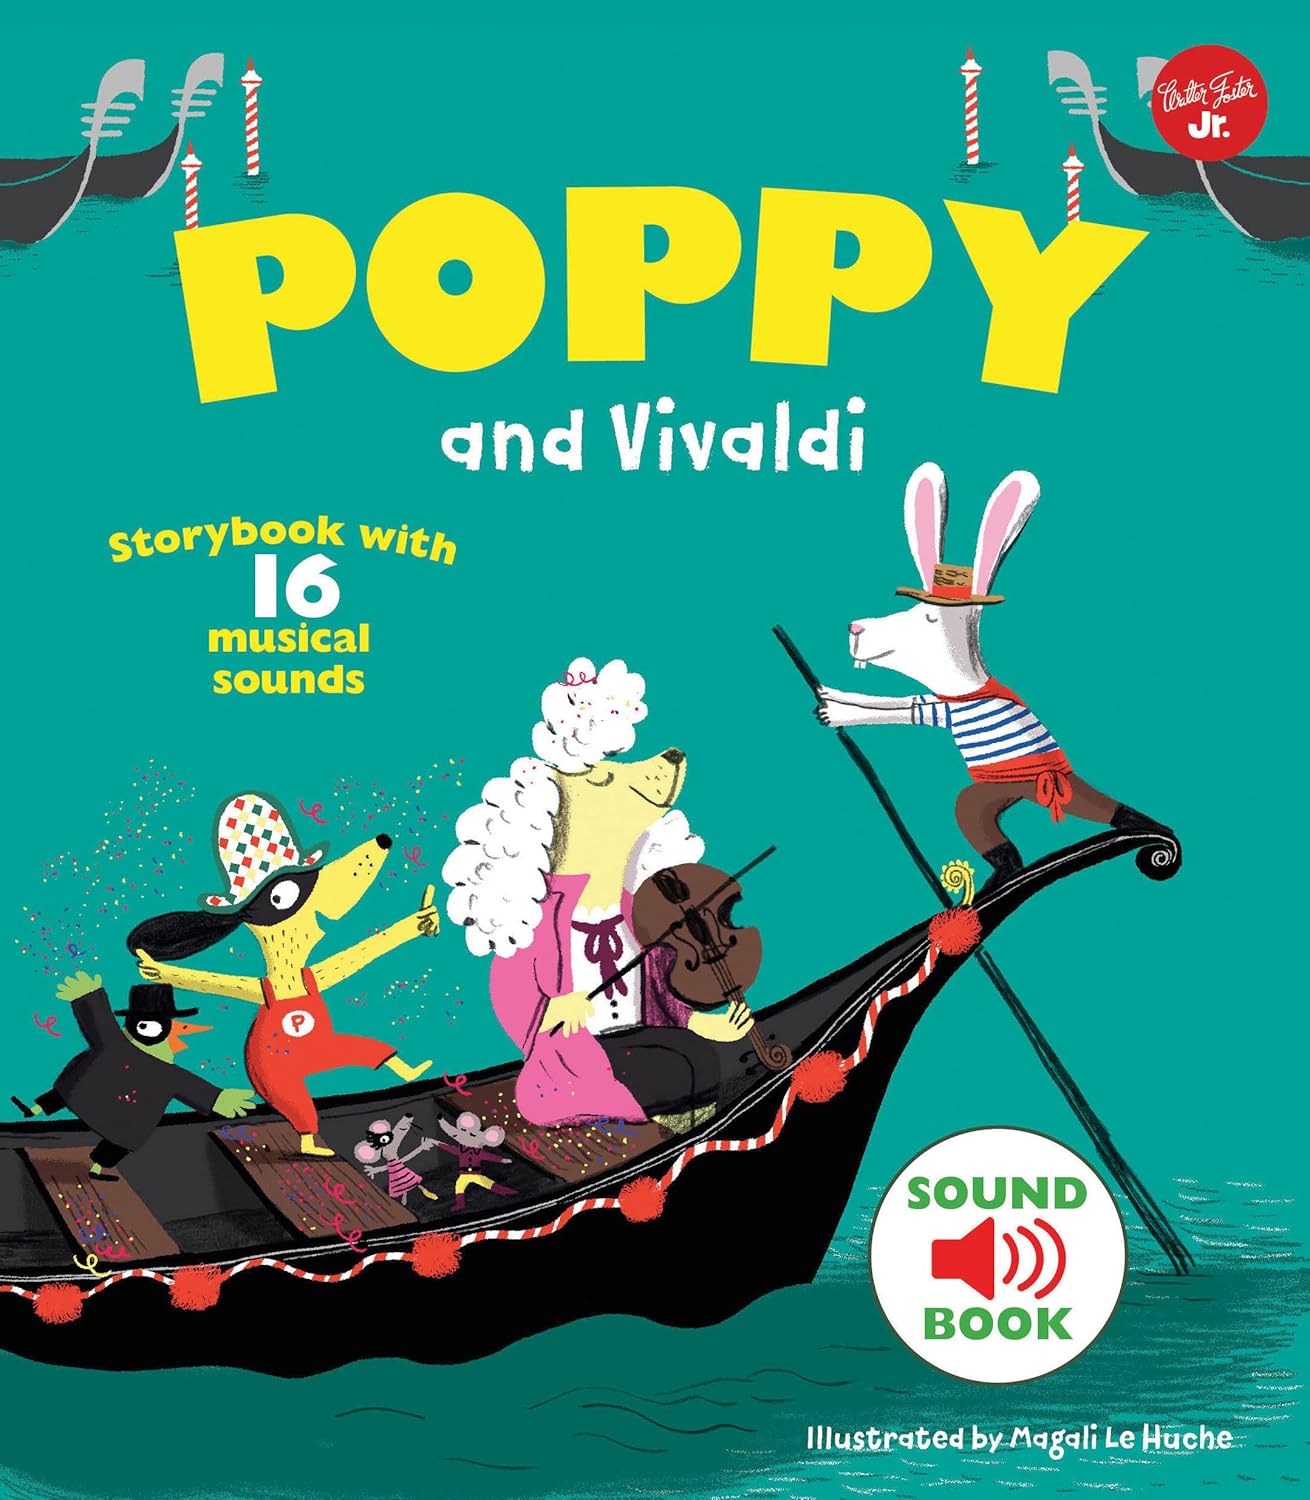 Walter Foster
Jr.
POPPY
and Vivaldi
Storybook with
16
musical
sounds
P
SOUND
BOOK
Illustrated by Magali Le Huche